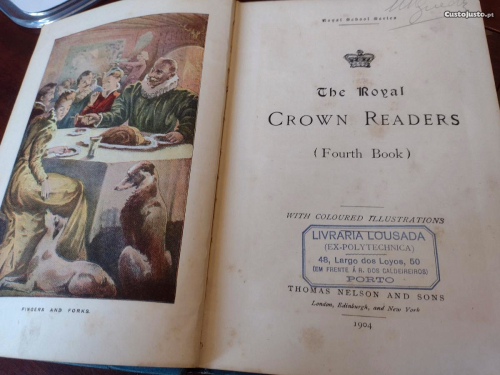 CustoJusto.pt
FINGERS AND FORKS.
Royal School Series
The Royal
CROWN READERS
(Fourth Book)
WITH COLOURED ILLUSTRATIONS
LIVRARIA LOUSADA
(EX-POLYTECHNICA)
48, Largo dos Loyos, 50
(EM FRENTE Á R. DOS CALDEIREIROS)
PORTO
THOMAS NELSON AND SONS
London, Edinburgh, and New York
1904